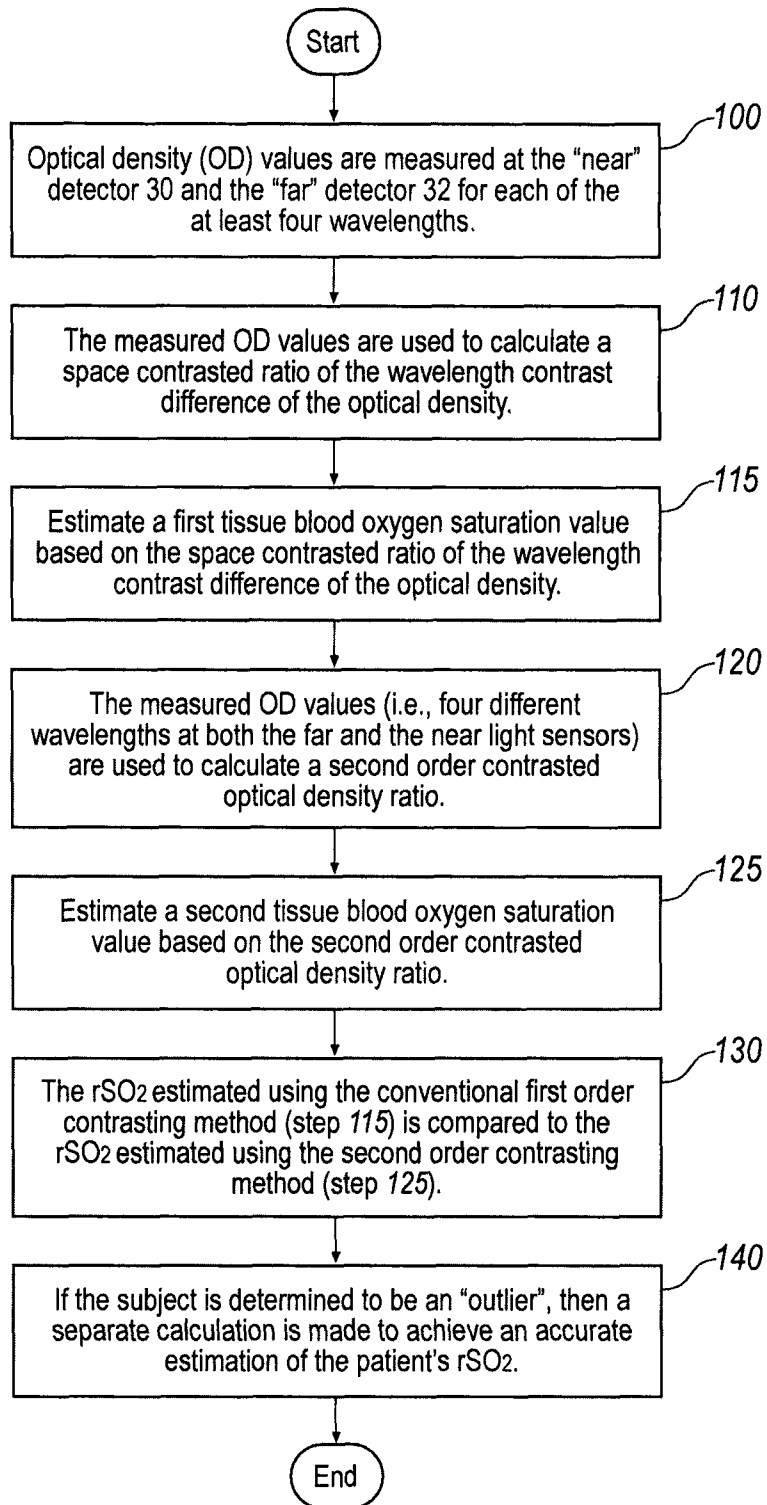 Start
100
Optical density (OD) values are measured at the “near”
detector 30 and the “far” detector 32 for each of the
at least four wavelengths.
110
The measured OD values are used to calculate a
space contrasted ratio of the wavelength contrast
difference of the optical density.
115
Estimate a first tissue blood oxygen saturation value
based on the space contrasted ratio of the wavelength
contrast difference of the optical density.
120
The measured OD values (i.e., four different
wavelengths at both the far and the near light sensors)
are used to calculate a second order contrasted
optical density ratio.
125
Estimate a second tissue blood oxygen saturation
value based on the second order contrasted
optical density ratio.
130
The rSO2 estimated using the conventional first order
contrasting method (step 115) is compared to the
rSO2 estimated using the second order contrasting
method (step 125).
140
If the subject is determined to be an “outlier”, then a
separate calculation is made to achieve an accurate
estimation of the patient’s rSO2.
End